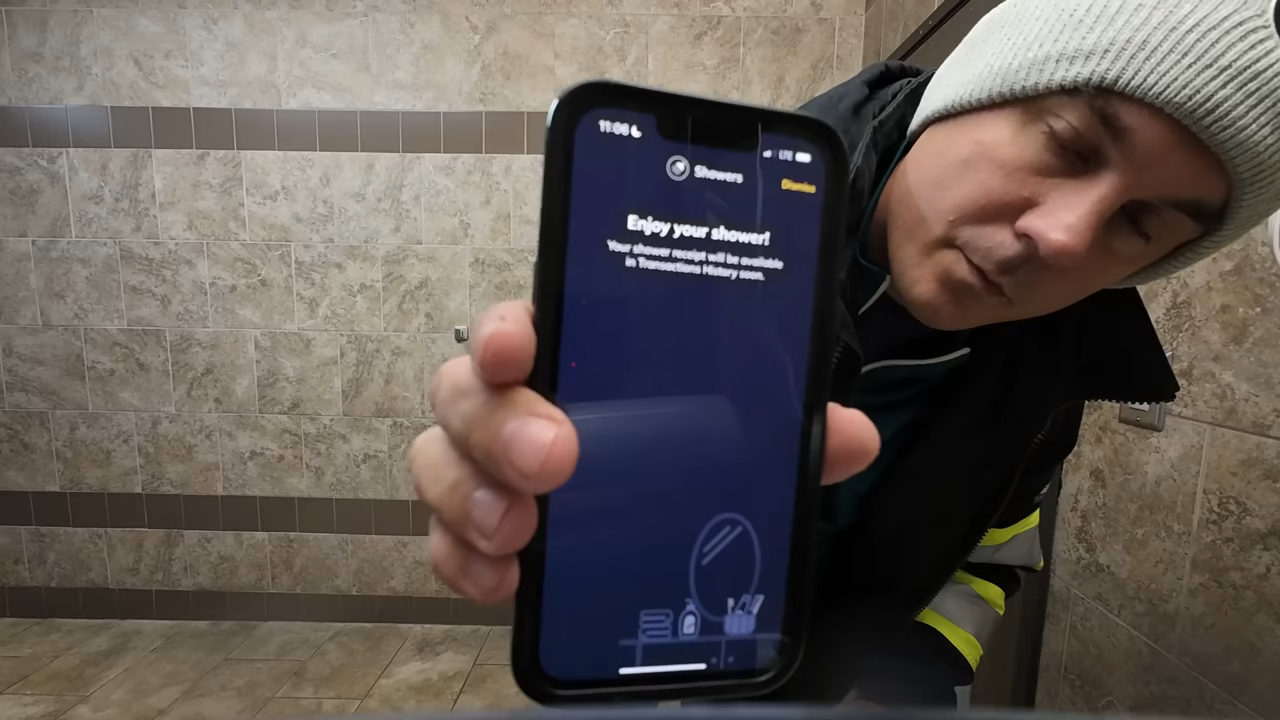 11:06
LTE
Showers
Dismiss
Enjoy your shower!
Your shower receipt will be available
in Transactions History soon.